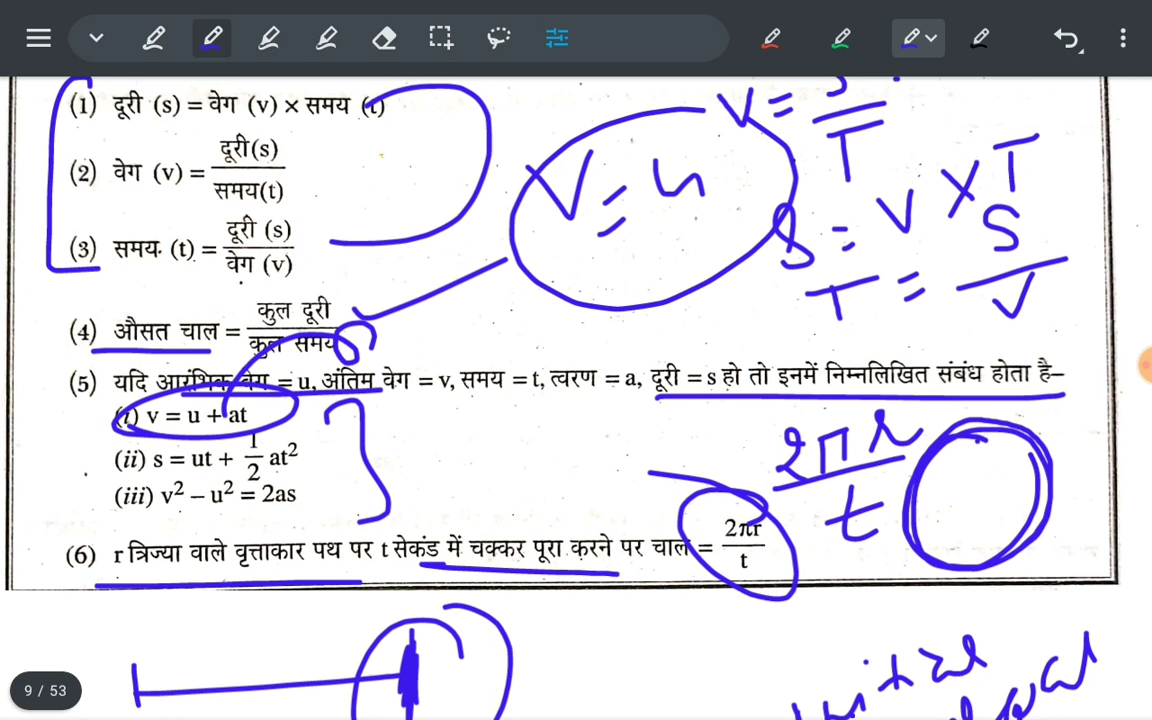 (1) दूरी (s) = वेग (v) × समय (t)
(2) वेग (v) = दूरी(s) / समय(t)
(3) समय (t) = दूरी (s) / वेग (v)
(4) औसत चाल = कुल दूरी / कुल समय
(5) यदि आरंभिक वेग = u, अंतिम वेग = v, समय = t, त्वरण = a, दूरी = s हो तो इनमें निम्नलिखित संबंध होता है–
(i) v = u + at
(ii) s = ut + 1/2 at²
(iii) v² – u² = 2as
(6) r त्रिज्या वाले वृत्ताकार पथ पर t सेकंड में चक्कर पूरा करने पर चाल = 2πr / t
V = S / T
V = u
S = V × T
T = S / V
2πr / t
9 / 53